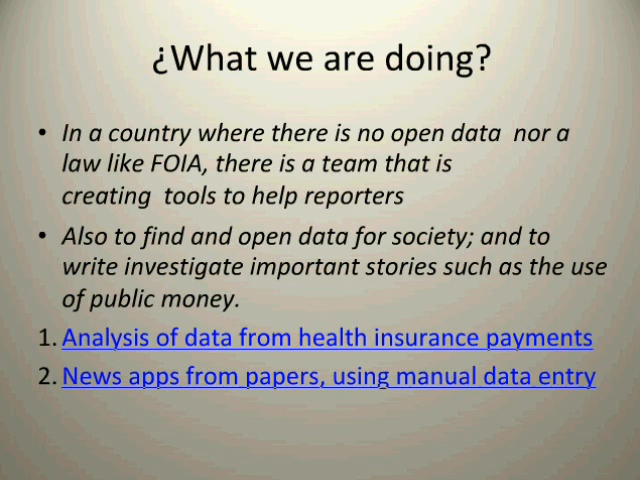 ¿What we are doing?
• In a country where there is no open data nor a
law like FOIA, there is a team that is
creating tools to help reporters
• Also to find and open data for society; and to
write investigate important stories such as the use
of public money.
1. Analysis of data from health insurance payments
2. News apps from papers, using manual data entry